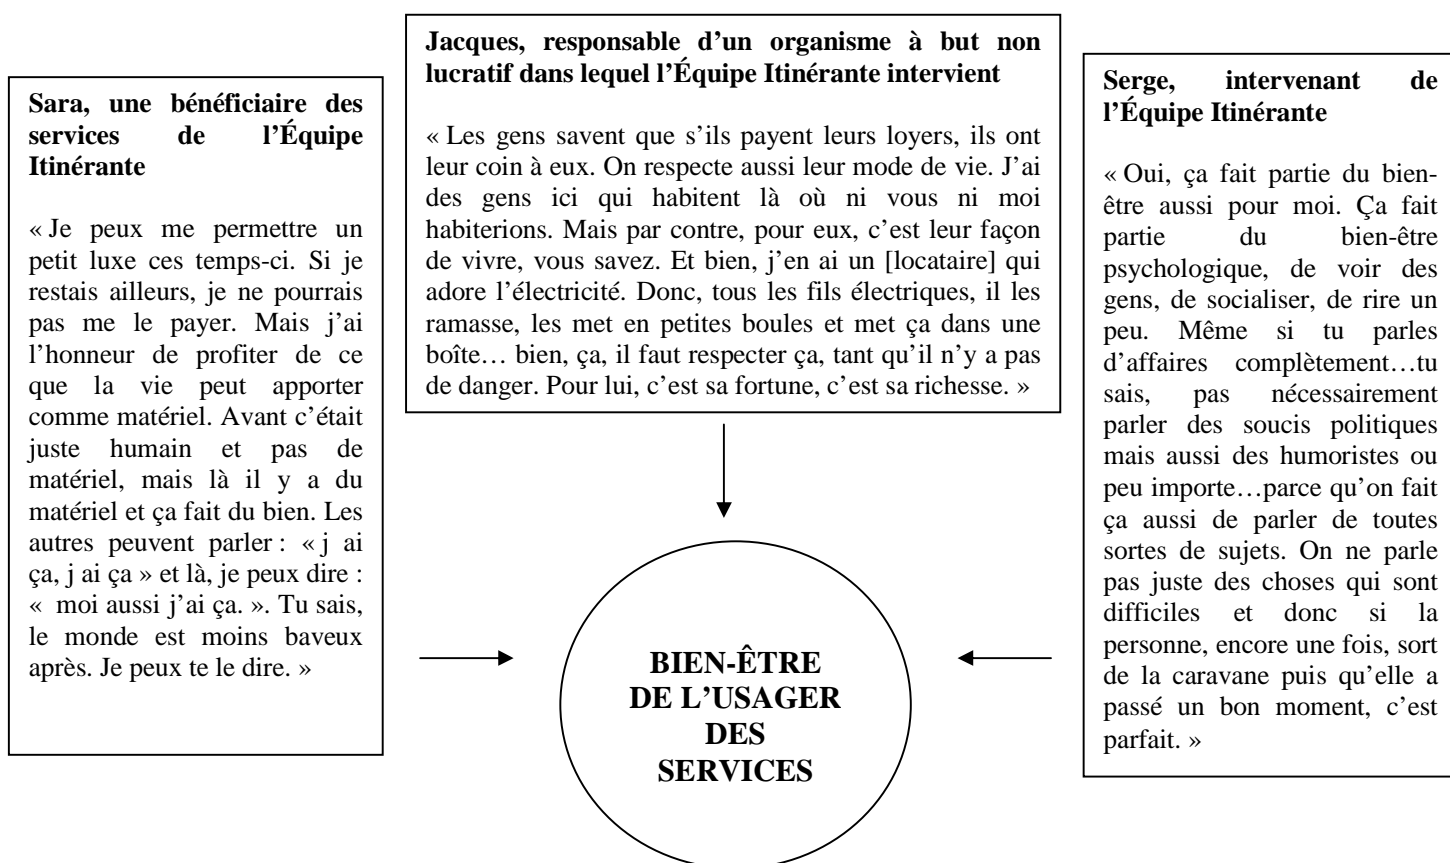 Sara, une bénéficiaire des
services de l’Équipe
Itinérante
« Je peux me permettre un
petit luxe ces temps-ci. Si je
restais ailleurs, je ne pourrais
pas me le payer. Mais j’ai
l’honneur de profiter de ce
que la vie peut apporter
comme matériel. Avant c’était
juste humain et pas de
matériel, mais là il y a du
matériel et ça fait du bien. Les
autres peuvent parler : « j ai
ça, j ai ça » et là, je peux dire :
« moi aussi j’ai ça. ». Tu sais,
le monde est moins baveux
après. Je peux te le dire. »
Jacques, responsable d’un organisme à but non
lucratif dans lequel l’Équipe Itinérante intervient
« Les gens savent que s’ils payent leurs loyers, ils ont
leur coin à eux. On respecte aussi leur mode de vie. J’ai
des gens ici qui habitent là où ni vous ni moi
habiterions. Mais par contre, pour eux, c’est leur façon
de vivre, vous savez. Et bien, j’en ai un [locataire] qui
adore l’électricité. Donc, tous les fils électriques, il les
ramasse, les met en petites boules et met ça dans une
boîte… bien, ça, il faut respecter ça, tant qu’il n’y a pas
de danger. Pour lui, c’est sa fortune, c’est sa richesse. »
Serge, intervenant de
l’Équipe Itinérante
« Oui, ça fait partie du bien-
être aussi pour moi. Ça fait
partie du bien-être
psychologique, de voir des
gens, de socialiser, de rire un
peu. Même si tu parles
d’affaires complètement…tu
sais, pas nécessairement
parler des soucis politiques
mais aussi des humoristes ou
peu importe…parce qu’on fait
ça aussi de parler de toutes
sortes de sujets. On ne parle
pas juste des choses qui sont
difficiles et donc si la
personne, encore une fois, sort
de la caravane puis qu’elle a
passé un bon moment, c’est
parfait. »
BIEN-ÊTRE
DE L’USAGER
DES
SERVICES